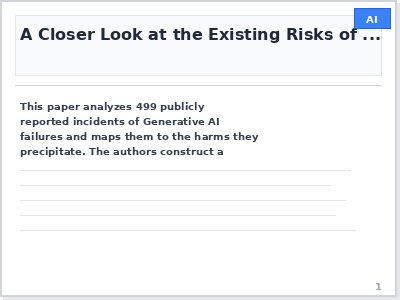 AI
A Closer Look at the Existing Risks of ...
This paper analyzes 499 publicly
reported incidents of Generative AI
failures and maps them to the harms they
precipitate. The authors construct a
1